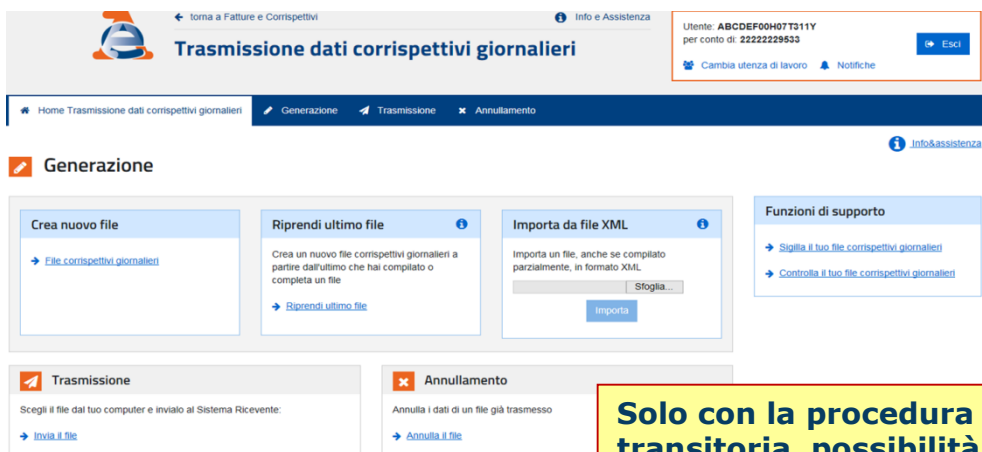 torna a Fatture e Corrispettivi
Info e Assistenza
Trasmissione dati corrispettivi giornalieri
Utente: ABCDEF00H07T311Y
per conto di: 22222229533
Esci
Cambia utenza di lavoro
Notifiche
Home Trasmissione dati corrispettivi giornalieri
Generazione
Trasmissione
Annullamento
Info&assistenza
Generazione
Crea nuovo file
File corrispettivi giornalieri
Riprendi ultimo file
Crea un nuovo file corrispettivi giornalieri a
partire dall'ultimo che hai compilato o
completa un file
Riprendi ultimo file
Importa da file XML
Importa un file, anche se compilato
parzialmente, in formato XML
Sfoglia...
Importa
Funzioni di supporto
Sigilla il tuo file corrispettivi giornalieri
Controlla il tuo file corrispettivi giornalieri
Trasmissione
Scegli il file dal tuo computer e invialo al Sistema Ricevente:
Invia il file
Annullamento
Annulla i dati di un file già trasmesso
Annulla il file
Solo con la procedura
transitoria possibilità